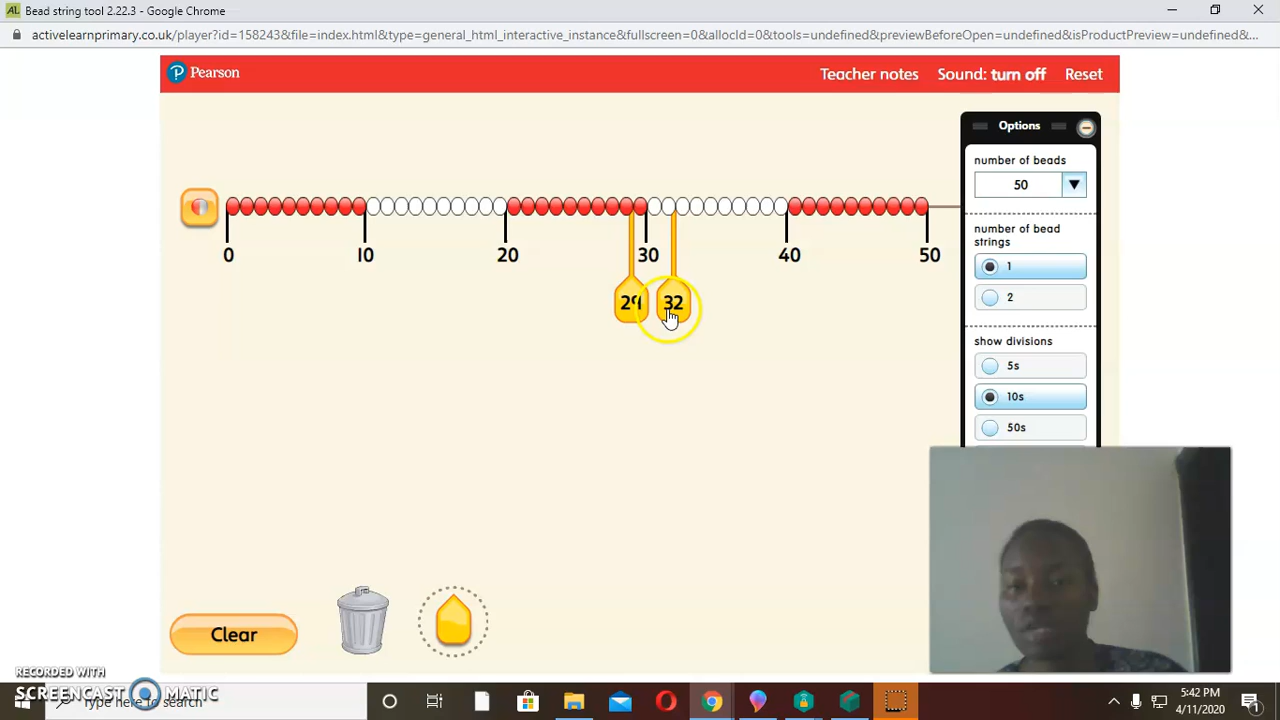 Bead string tool 2.22.3 - Google Chrome
activelearnprimary.co.uk/player?id=158243&file=index.html&type=general_html_interactive_instance&fullscreen=0&allocId=0&tools=undefined&previewBeforeOpen=undefined&isProductPreview=undefined&...
Pearson
Teacher notes Sound: turn off Reset
Options
number of beads
50
number of bead
strings
1
2
show divisions
5s
10s
50s
0 10 20 30 40 50
29 32
Clear
RECORDED WITH
SCREENCAST MATIC
Type here to search
5:42 PM
4/11/2020